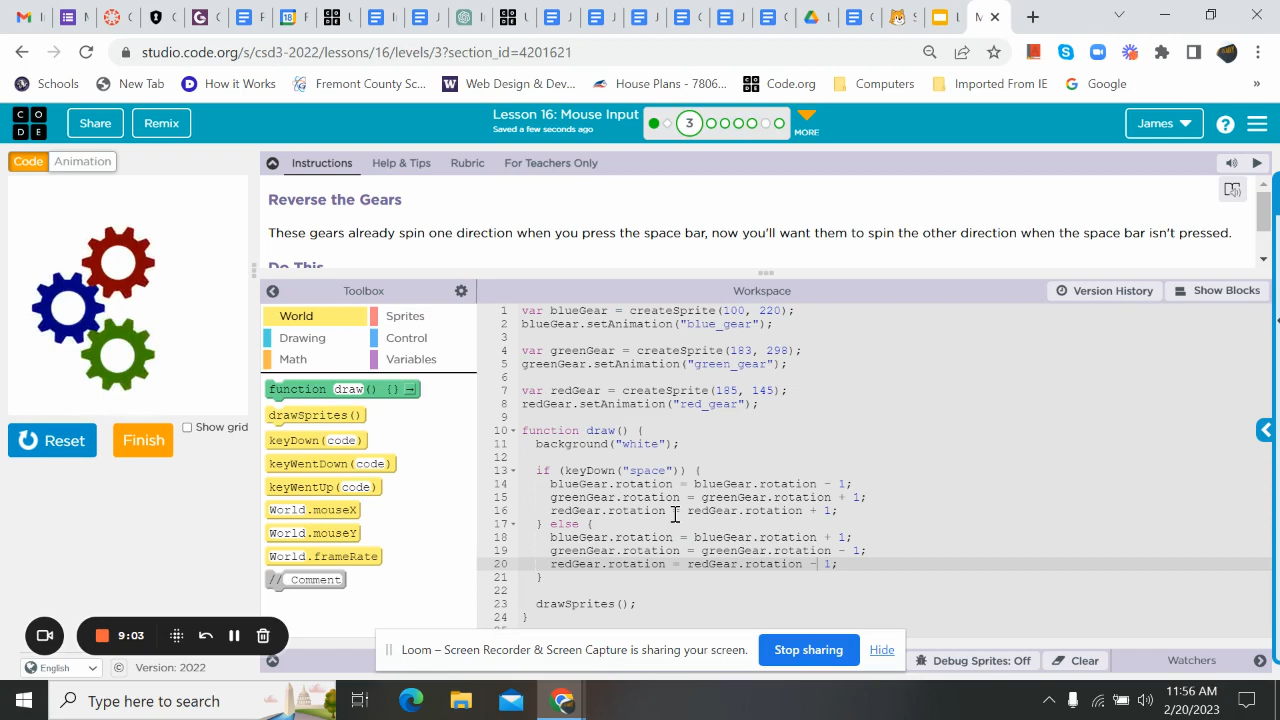 studio.code.org/s/csd3-2022/lessons/16/levels/3?section_id=4201621
Schools
New Tab
How it Works
Fremont County Sc...
Web Design & Dev...
House Plans - 7806...
Code.org
Computers
Imported From IE
Google
»
C O
D E
Share
Remix
Lesson 16: Mouse Input
Saved a few seconds ago
3
MORE
James
Code
Animation
Instructions
Help & Tips
Rubric
For Teachers Only
Reverse the Gears
These gears already spin one direction when you press the space bar, now you'll want them to spin the other direction when the space bar isn't pressed.
Do This
Toolbox
Workspace
Version History
Show Blocks
World
Sprites
Drawing
Control
Math
Variables
function draw() {}
drawSprites()
keyDown(code)
keyWentDown(code)
keyWentUp(code)
World.mouseX
World.mouseY
World.frameRate
// Comment
1 var blueGear = createSprite(100, 220);
2 blueGear.setAnimation("blue_gear");
3
4 var greenGear = createSprite(183, 298);
5 greenGear.setAnimation("green_gear");
6
7 var redGear = createSprite(185, 145);
8 redGear.setAnimation("red_gear");
9
10 function draw() {
11 background("white");
12
13 if (keyDown("space")) {
14 blueGear.rotation = blueGear.rotation - 1;
15 greenGear.rotation = greenGear.rotation + 1;
16 redGear.rotation = redGear.rotation + 1;
17 } else {
18 blueGear.rotation = blueGear.rotation + 1;
19 greenGear.rotation = greenGear.rotation - 1;
20 redGear.rotation = redGear.rotation - 1;
21 }
22
23 drawSprites();
24 }
Reset
Finish
Show grid
9:03
Loom – Screen Recorder & Screen Capture is sharing your screen.
Stop sharing
Hide
English
© Version: 2022
Debug Sprites: Off
Clear
Watchers
Type here to search
11:56 AM
2/20/2023